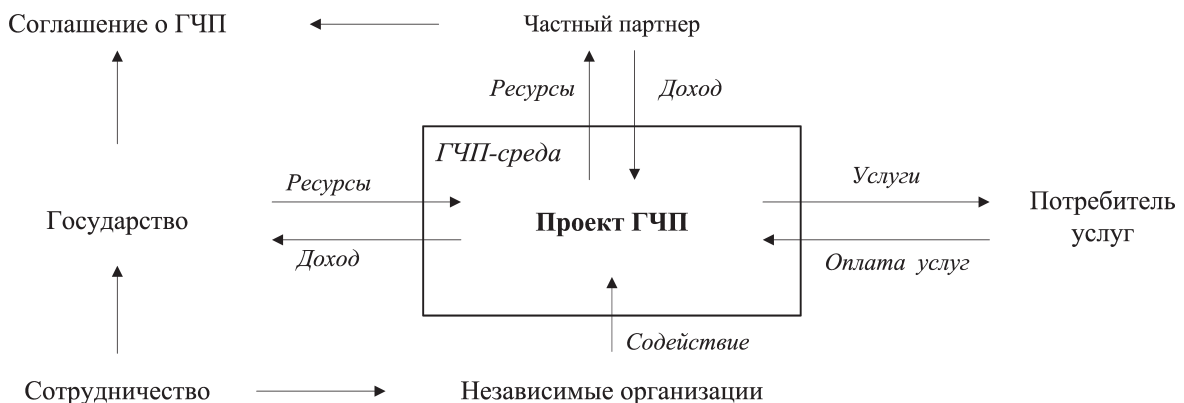 Соглашение о ГЧП
Частный партнер
Ресурсы
Доход
ГЧП-среда
Ресурсы
Услуги
Государство
Проект ГЧП
Потребитель
услуг
Доход
Оплата услуг
Содействие
Сотрудничество
Независимые организации